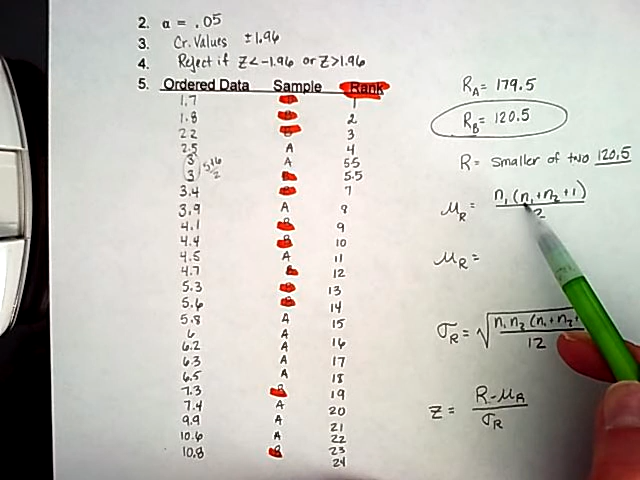 2. α = .05
3. Cr. Values ±1.96
4. Reject if Z < -1.96 or Z > 1.96
5. Ordered Data Sample Rank
1.7 B 1
1.8 B 2
2.2 B 3
2.5 A 4
3 A 5.5
3 B 5.5
5+6
2
3.4 B 7
3.9 A 8
4.1 B 9
4.4 B 10
4.5 A 11
4.7 B 12
5.3 B 13
5.6 B 14
5.8 A 15
6 A 16
6.2 A 17
6.3 A 18
6.5 A 19
7.3 B 20
7.4 A 21
9.9 A 22
10.6 A 23
10.8 B 24
R_A = 179.5
R_B = 120.5
R = smaller of two 120.5
μ_R = n₁(n₁+n₂+1)
2
μ_R =
σ_R = √ n₁n₂(n₁+n₂+
12
Z = R-μ_R
σ_R